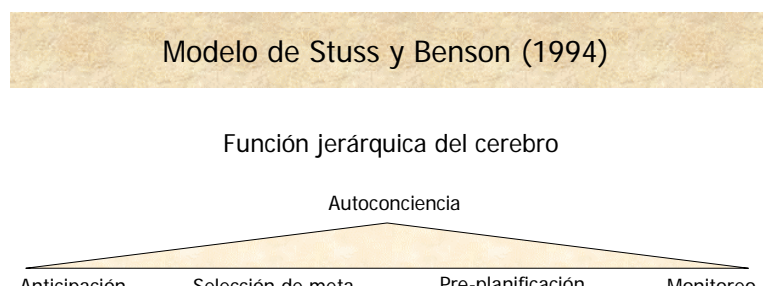 Modelo de Stuss y Benson (1994)
Función jerárquica del cerebro
Autoconciencia
Anticipación Selección de meta Pre-planificación Monitoreo